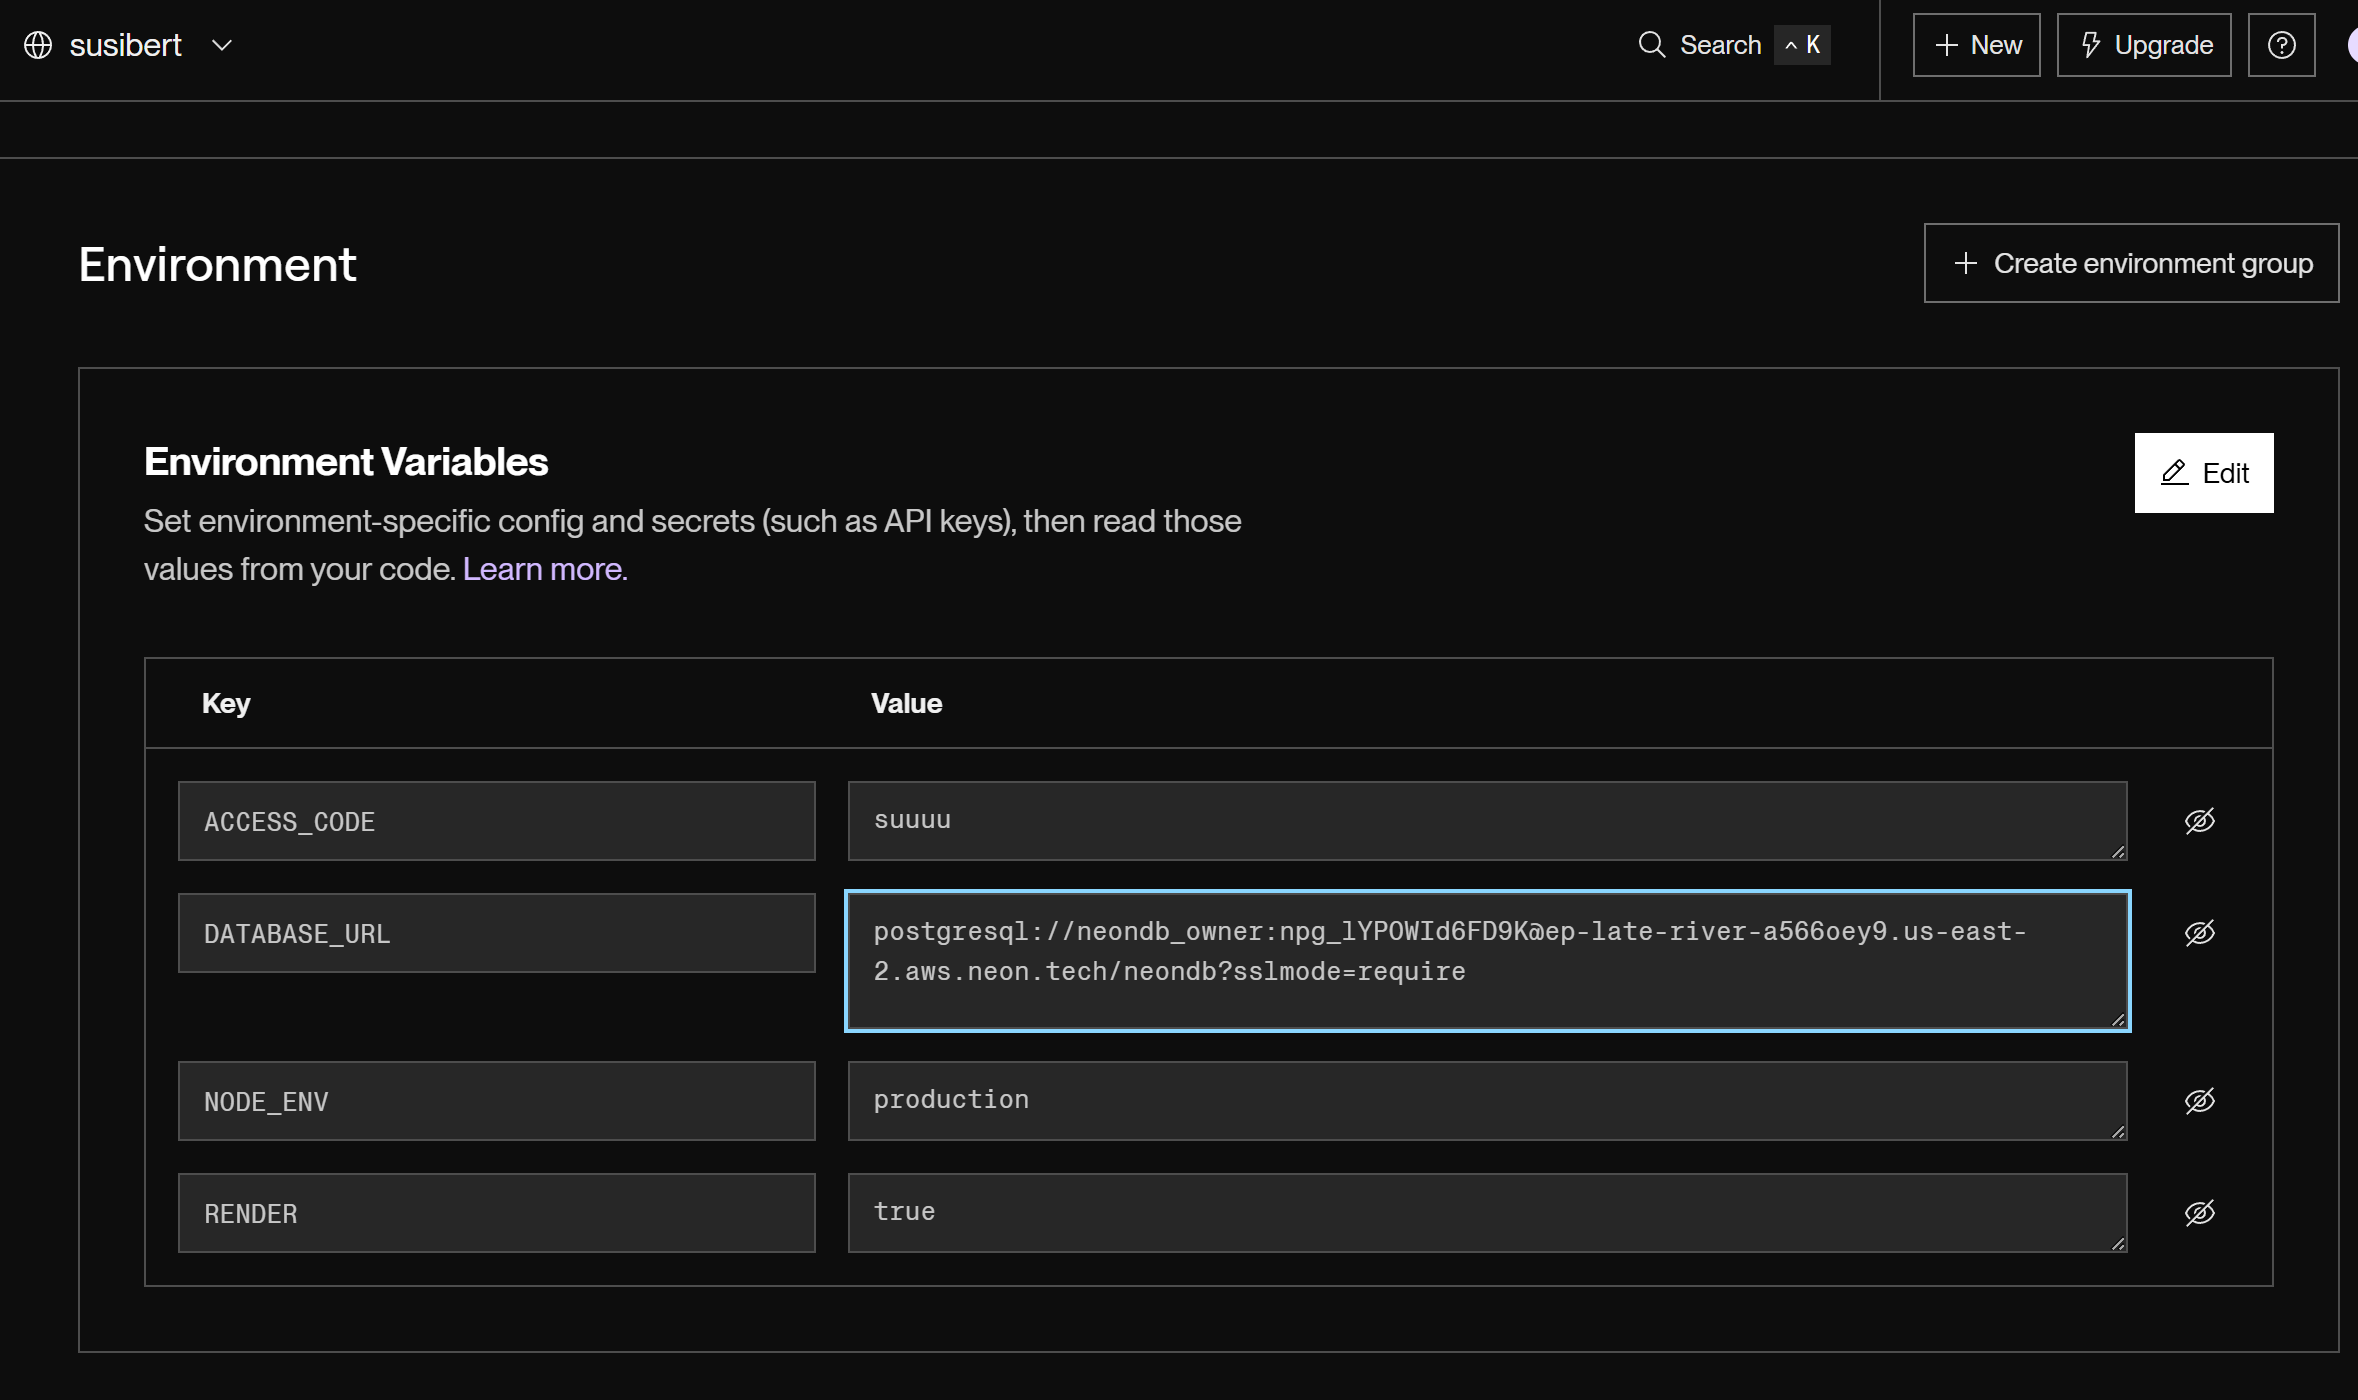 susibert
Search ^ K
New
Upgrade
Environment
Create environment group
Environment Variables
Edit
Set environment-specific config and secrets (such as API keys), then read those
values from your code. Learn more.
Key Value
ACCESS_CODE suuuu
DATABASE_URL postgresql://neondb_owner:npg_lYPOWId6FD9K@ep-late-river-a566oey9.us-east-
2.aws.neon.tech/neondb?sslmode=require
NODE_ENV production
RENDER true